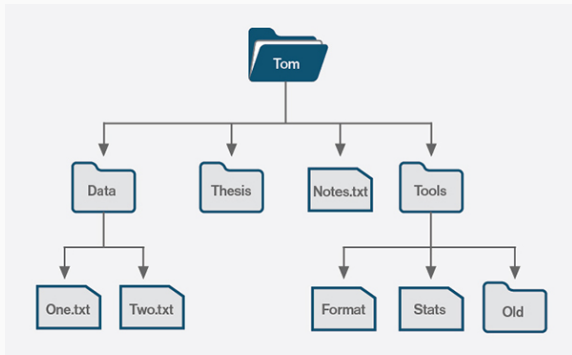 Tom
Data
Thesis
Notes.txt
Tools
One.txt
Two.txt
Format
Stats
Old